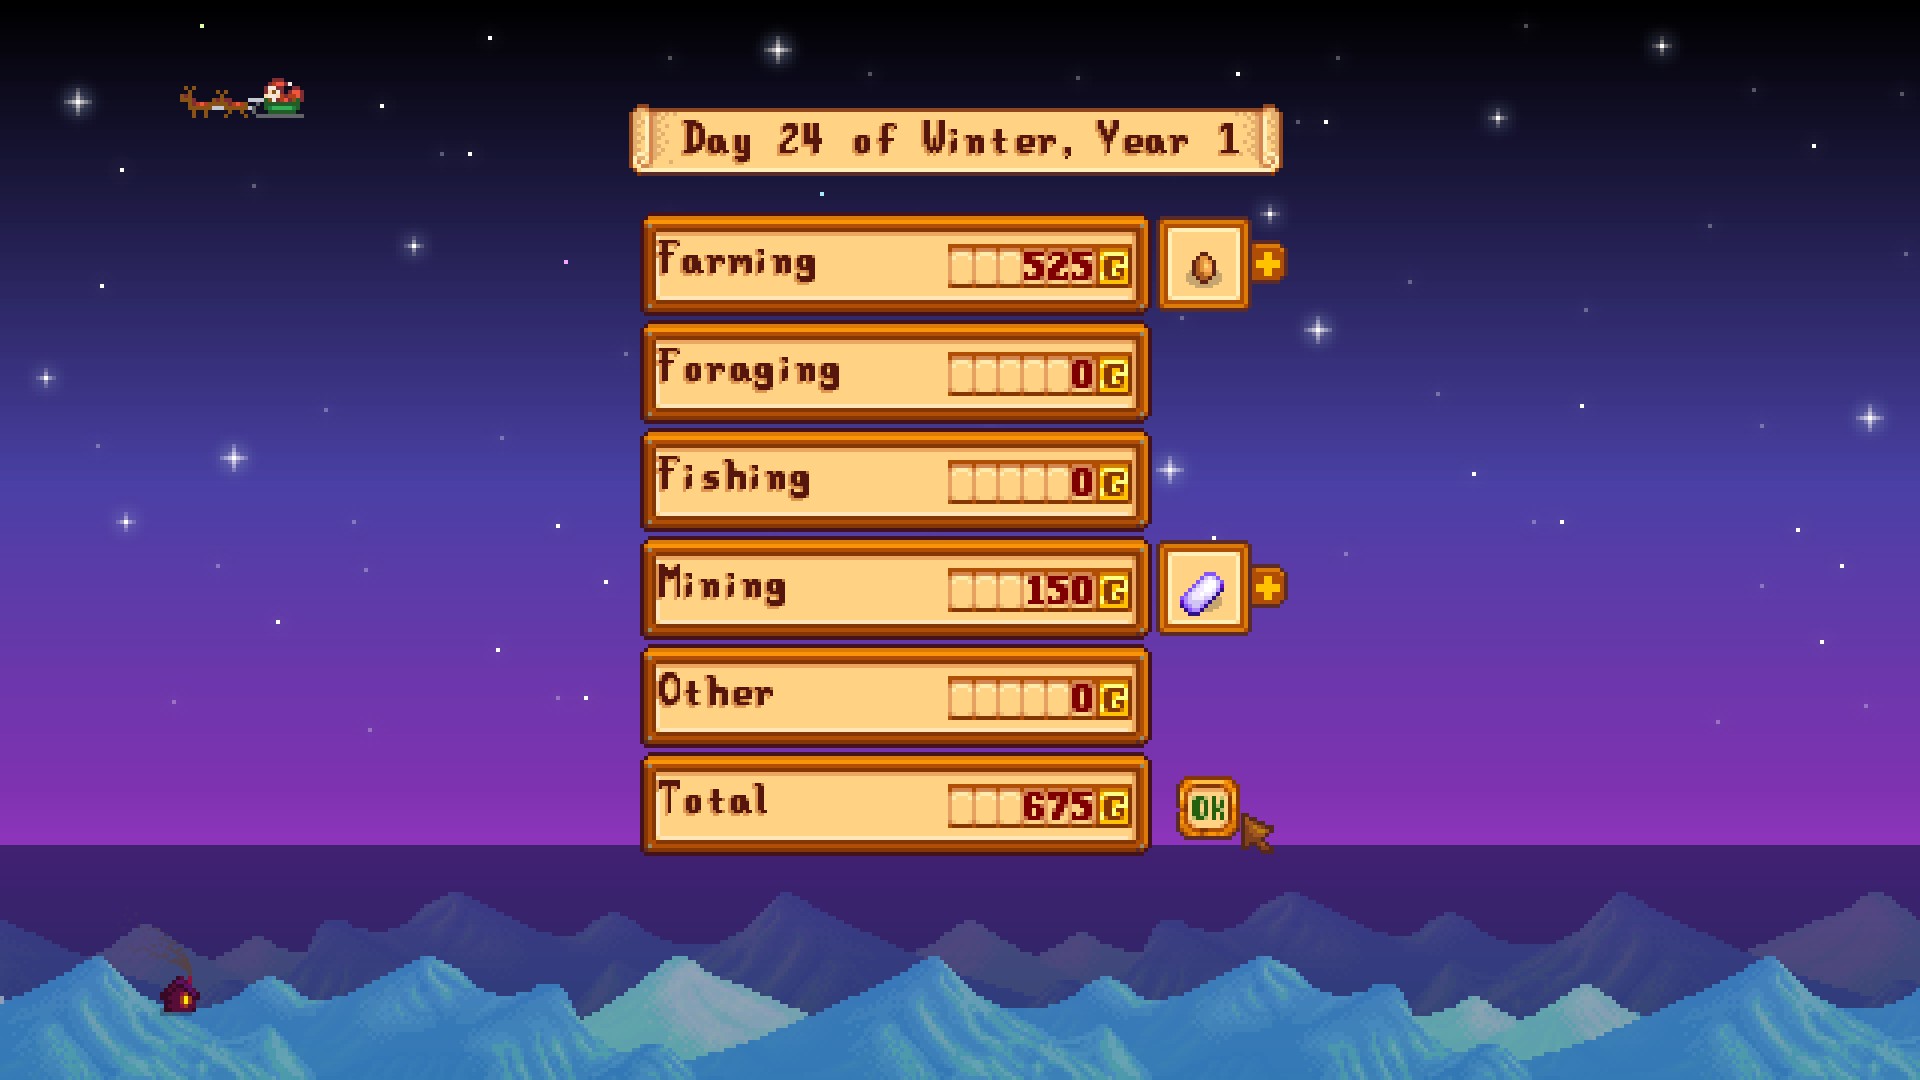 Day 24 of Winter, Year 1
Farming 525G
Foraging 0G
Fishing 0G
Mining 150G
Other 0G
Total 675G
OK